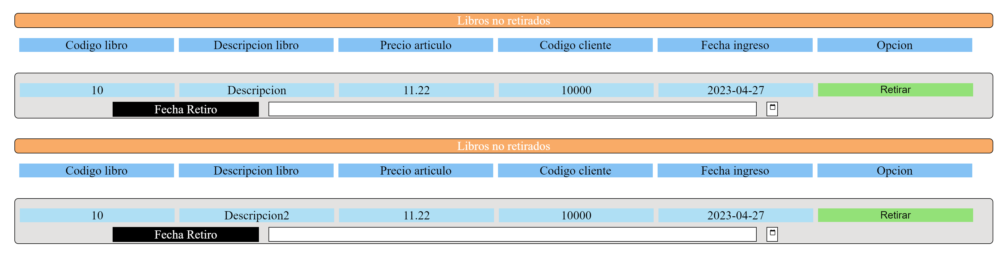 Libros no retirados
Codigo libro Descripcion libro Precio articulo Codigo cliente Fecha ingreso Opcion
10 Descripcion 11.22 10000 2023-04-27 Retirar
Fecha Retiro
Libros no retirados
Codigo libro Descripcion libro Precio articulo Codigo cliente Fecha ingreso Opcion
10 Descripcion2 11.22 10000 2023-04-27 Retirar
Fecha Retiro